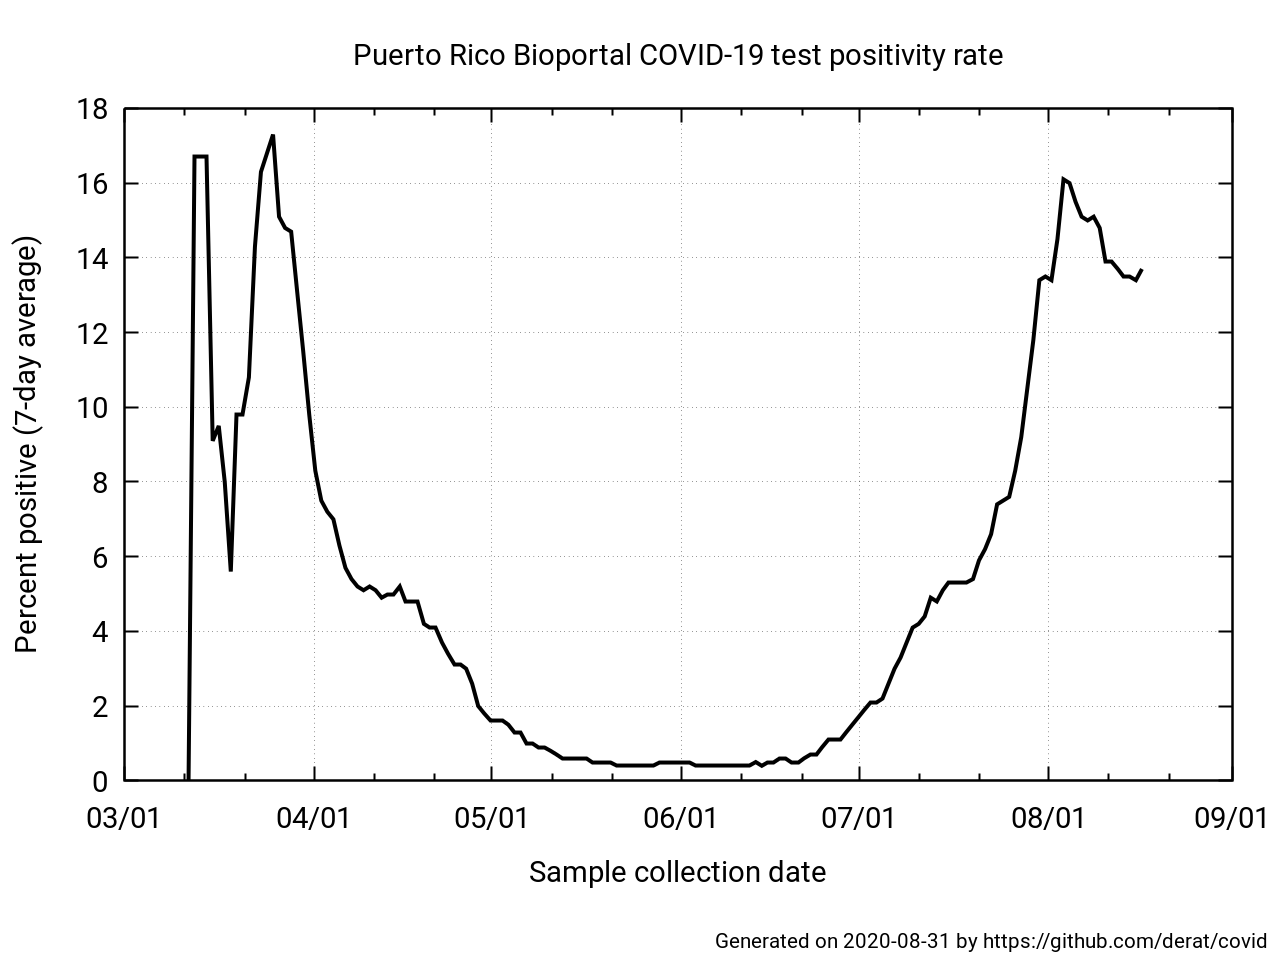 Puerto Rico Bioportal COVID-19 test positivity rate
18
16
14
12
10
8
6
4
2
0
Percent positive (7-day average)
03/01 04/01 05/01 06/01 07/01 08/01 09/01
Sample collection date
Generated on 2020-08-31 by https://github.com/derat/covid